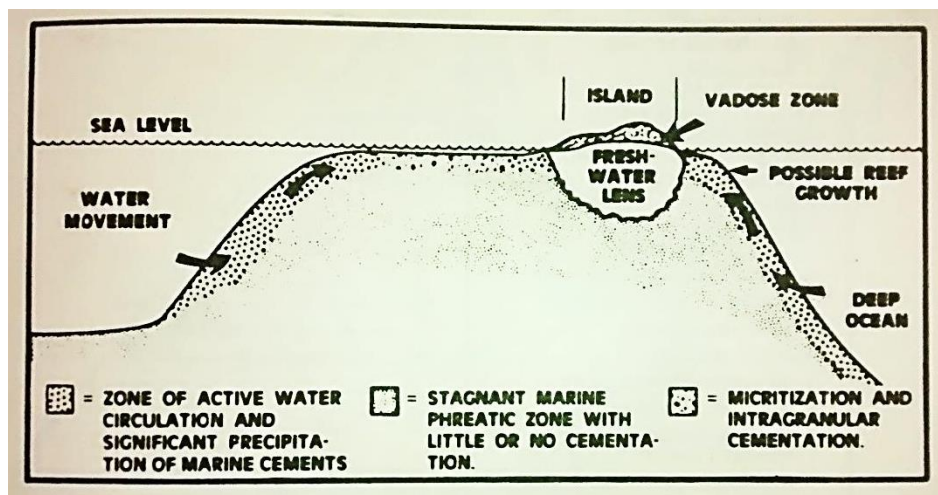 ISLAND
VADOSE ZONE
SEA LEVEL
FRESH-
WATER
LENS
POSSIBLE REEF
GROWTH
WATER
MOVEMENT
DEEP
OCEAN
= ZONE OF ACTIVE WATER
CIRCULATION AND
SIGNIFICANT PRECIPITA-
TION OF MARINE CEMENTS
= STAGNANT MARINE
PHREATIC ZONE WITH
LITTLE OR NO CEMENTA-
TION.
= MICRITIZATION AND
INTRAGRANULAR
CEMENTATION.